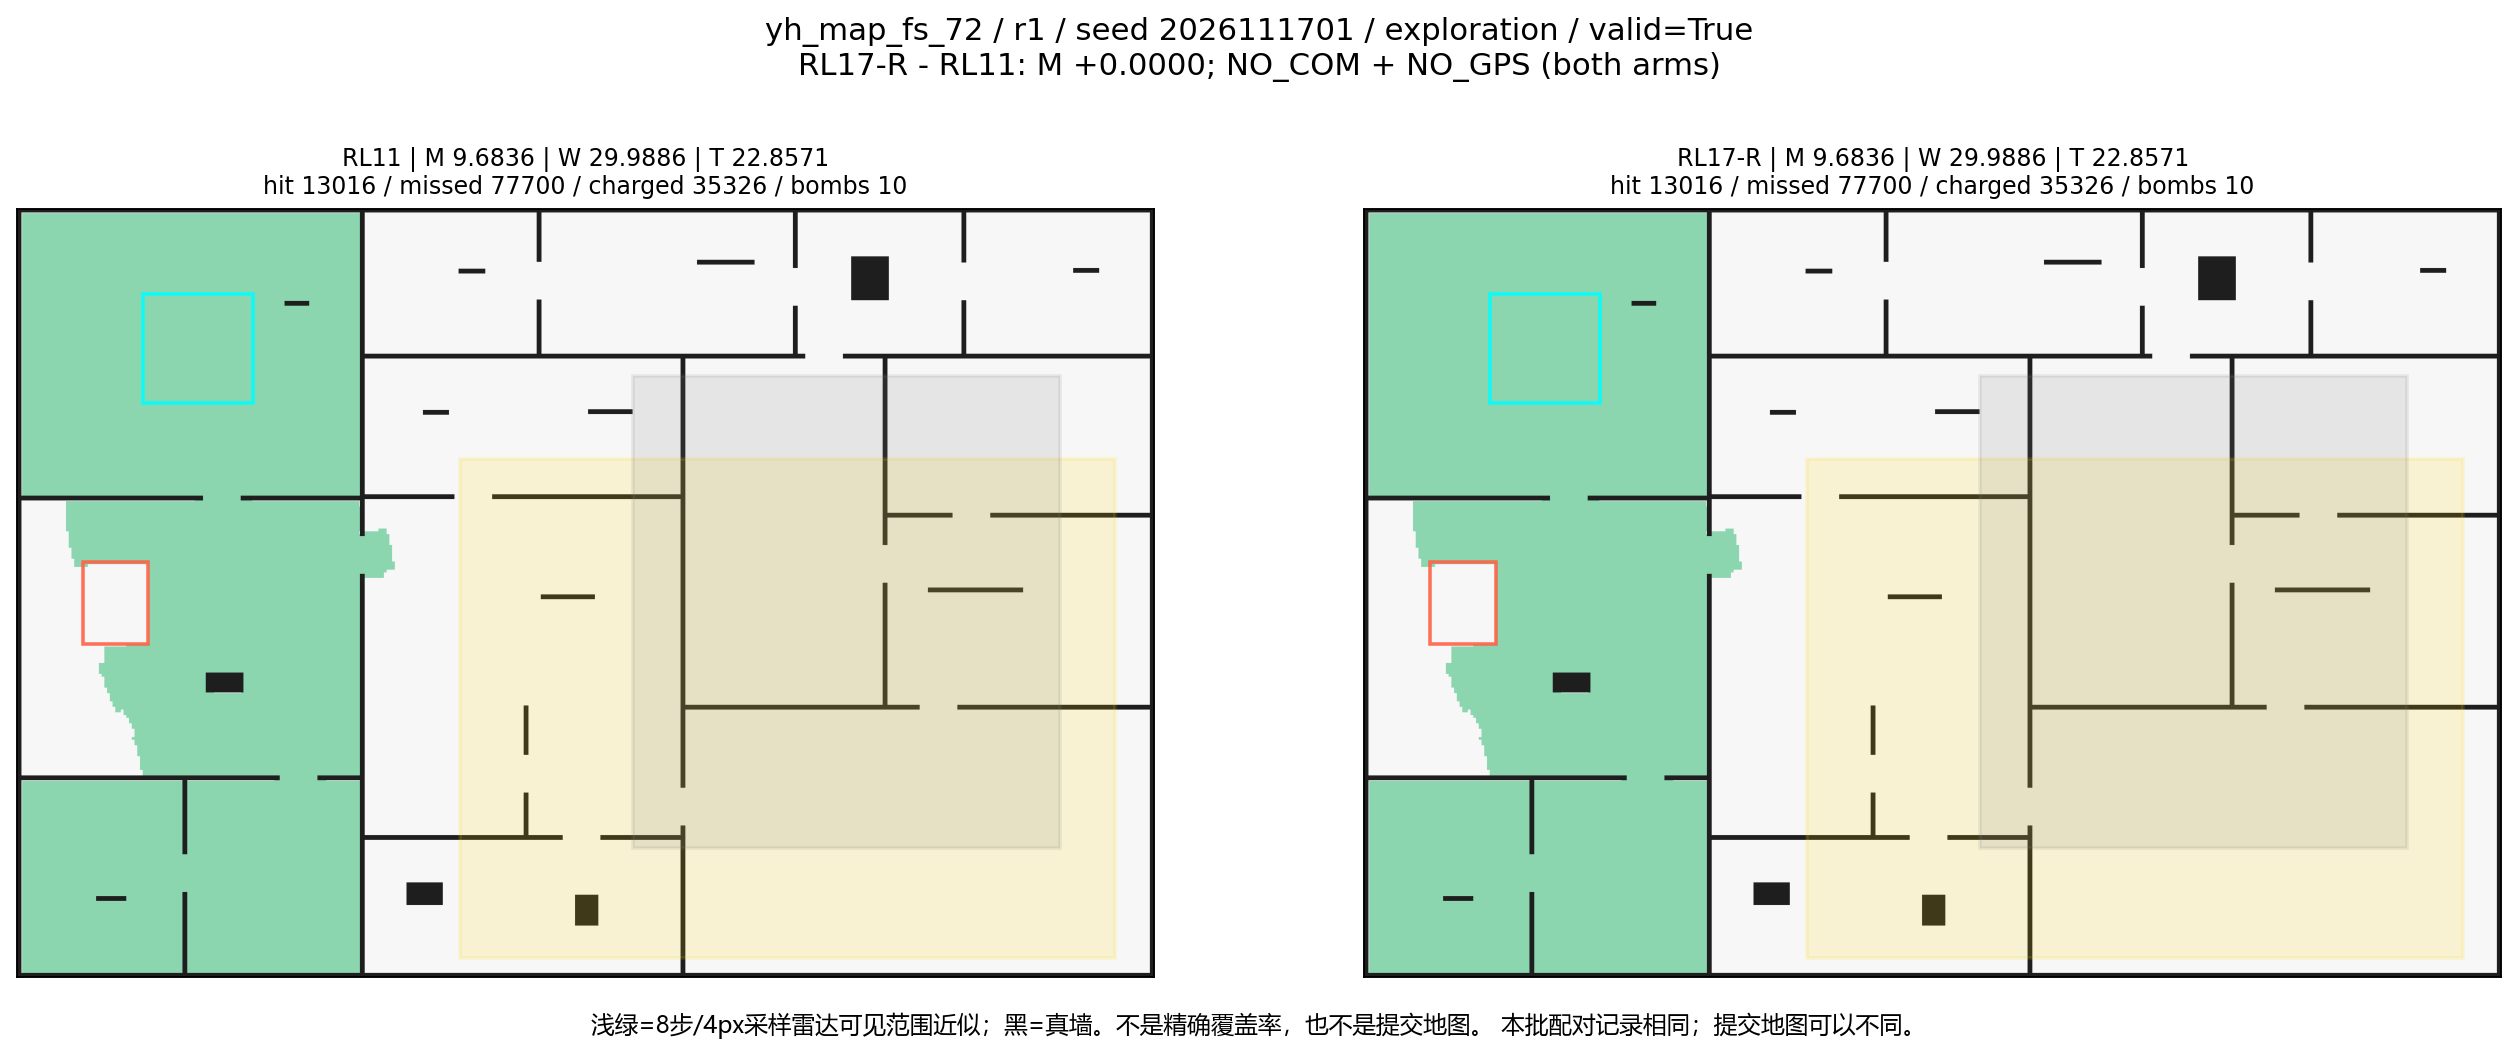 yh_map_fs_72 / r1 / seed 2026111701 / exploration / valid=True
RL17-R - RL11: M +0.0000; NO_COM + NO_GPS (both arms)
RL11 | M 9.6836 | W 29.9886 | T 22.8571
hit 13016 / missed 77700 / charged 35326 / bombs 10
RL17-R | M 9.6836 | W 29.9886 | T 22.8571
hit 13016 / missed 77700 / charged 35326 / bombs 10
浅绿=8步/4px采样雷达可见范围近似；黑=真墙。不是精确覆盖率，也不是提交地图。 本批配对记录相同；提交地图可以不同。